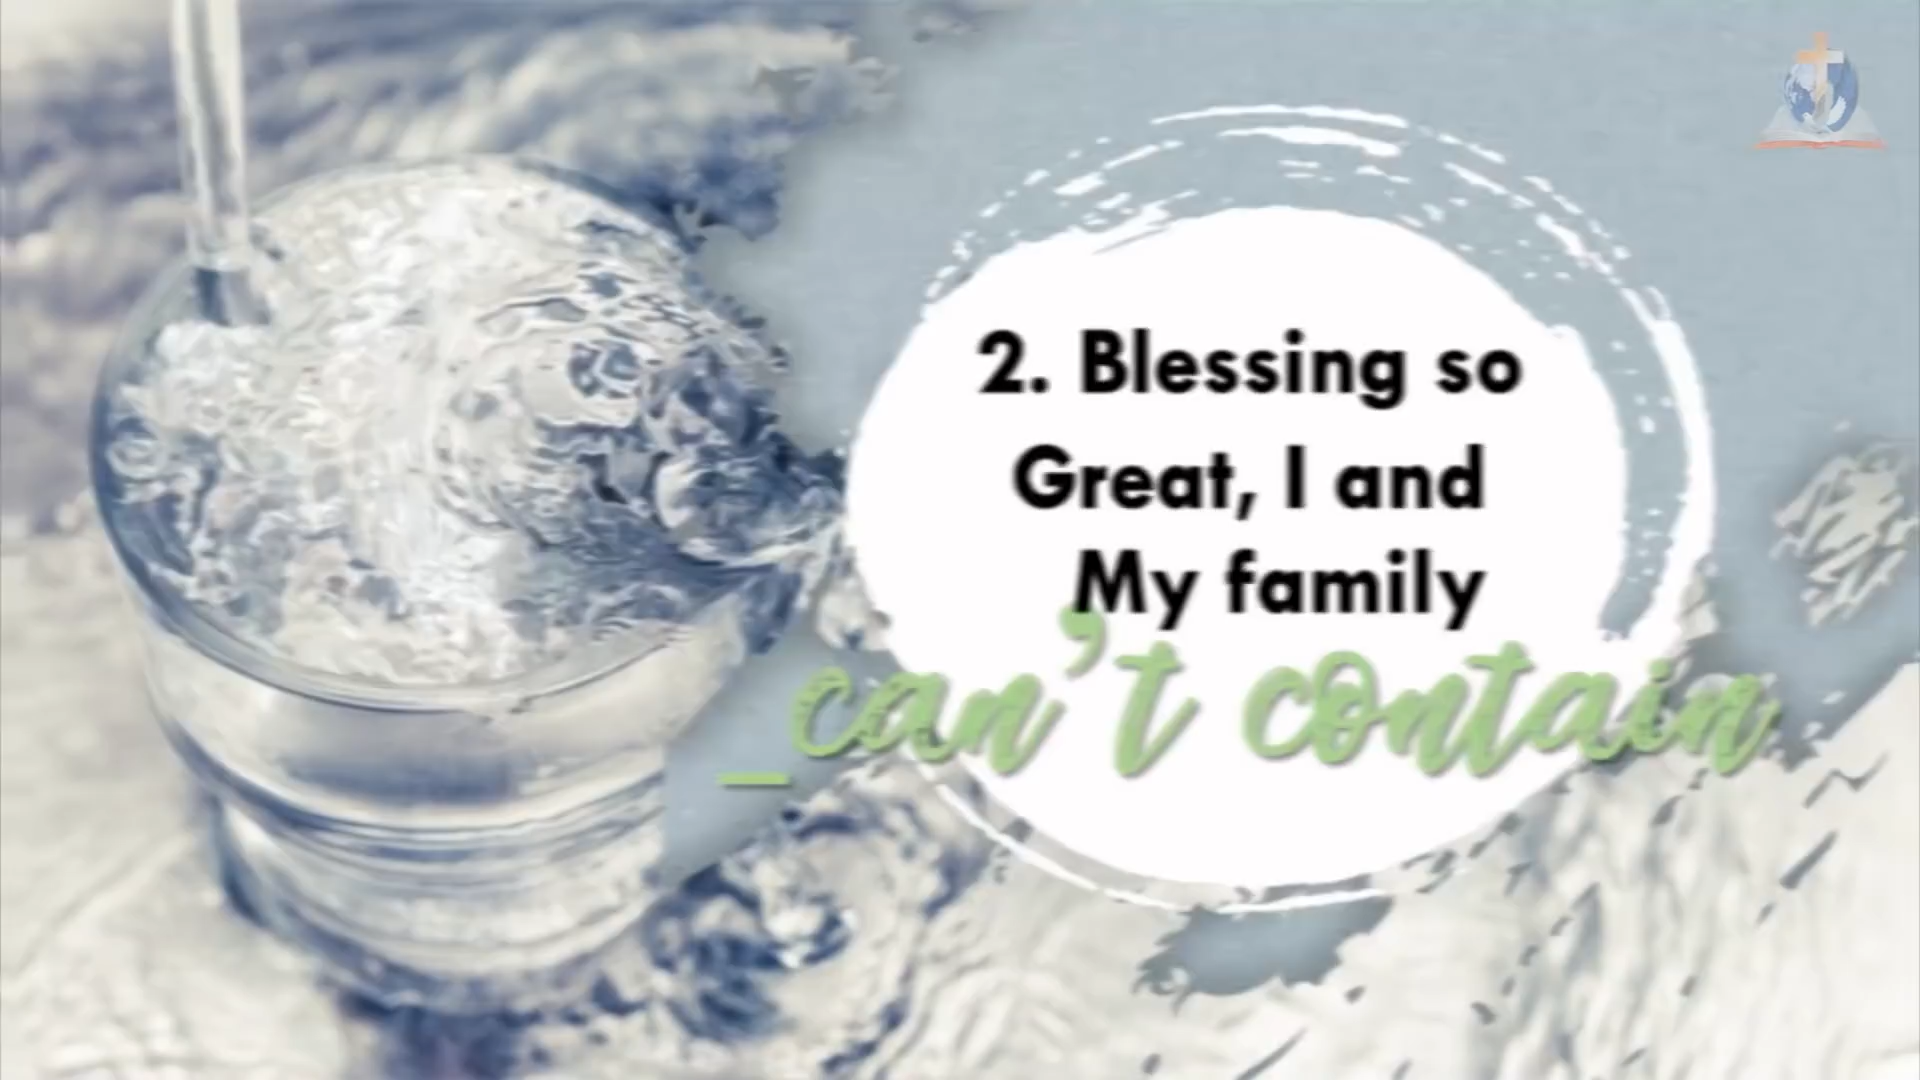 2. Blessing so
Great, I and
My family
_can't contain